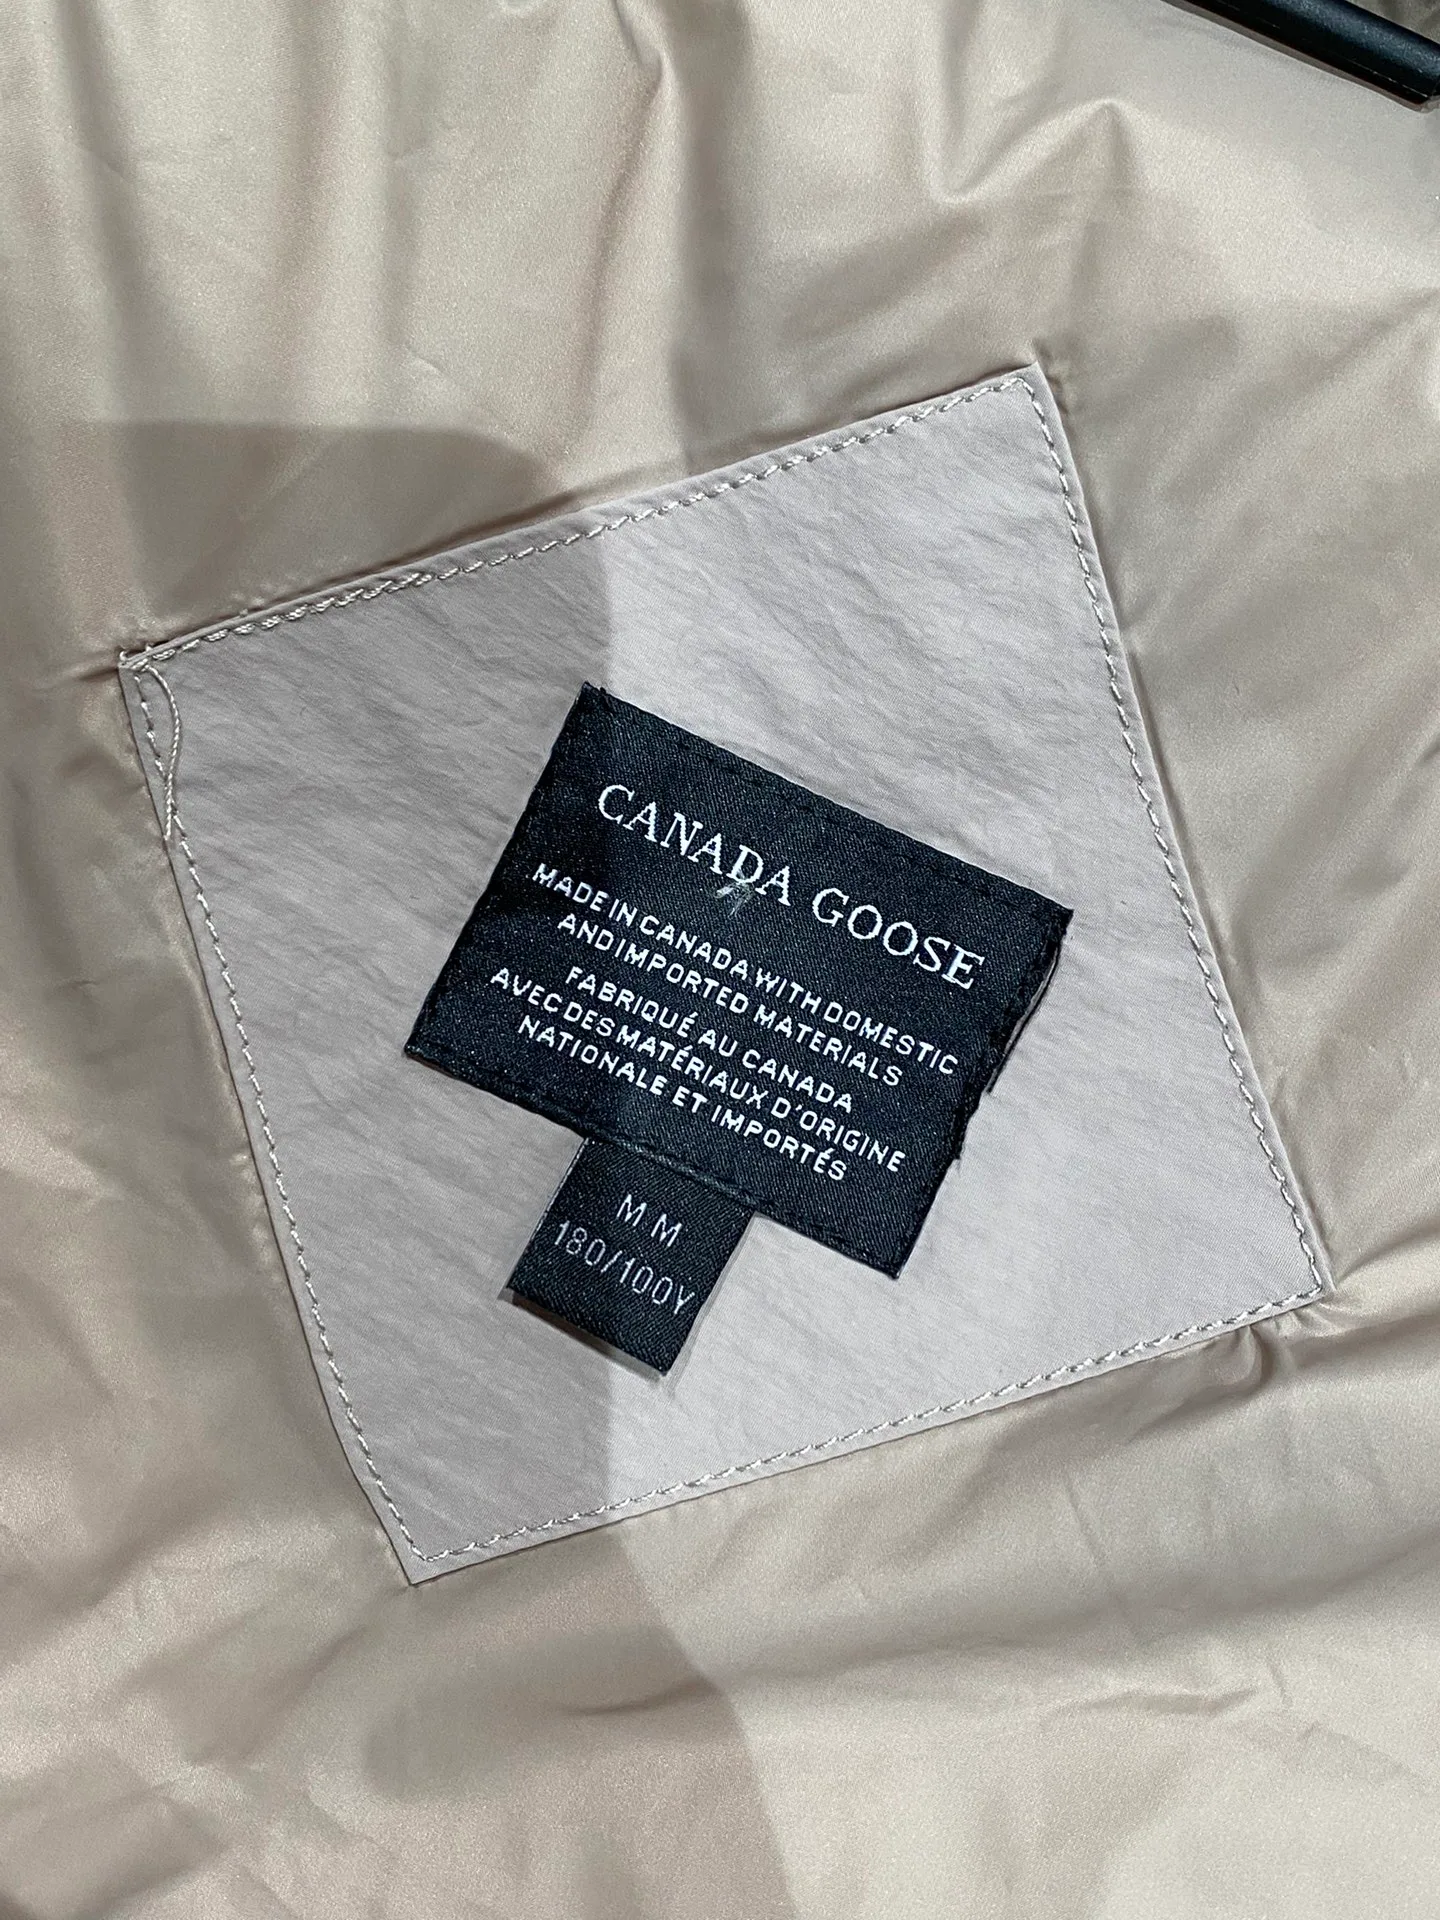 CANADA GOOSE
MADE IN CANADA WITH DOMESTIC
AND IMPORTED MATERIALS
FABRIQUÉ AU CANADA
AVEC DES MATÉRIAUX D'ORIGINE
NATIONALE ET IMPORTÉS
M M
180/100Y